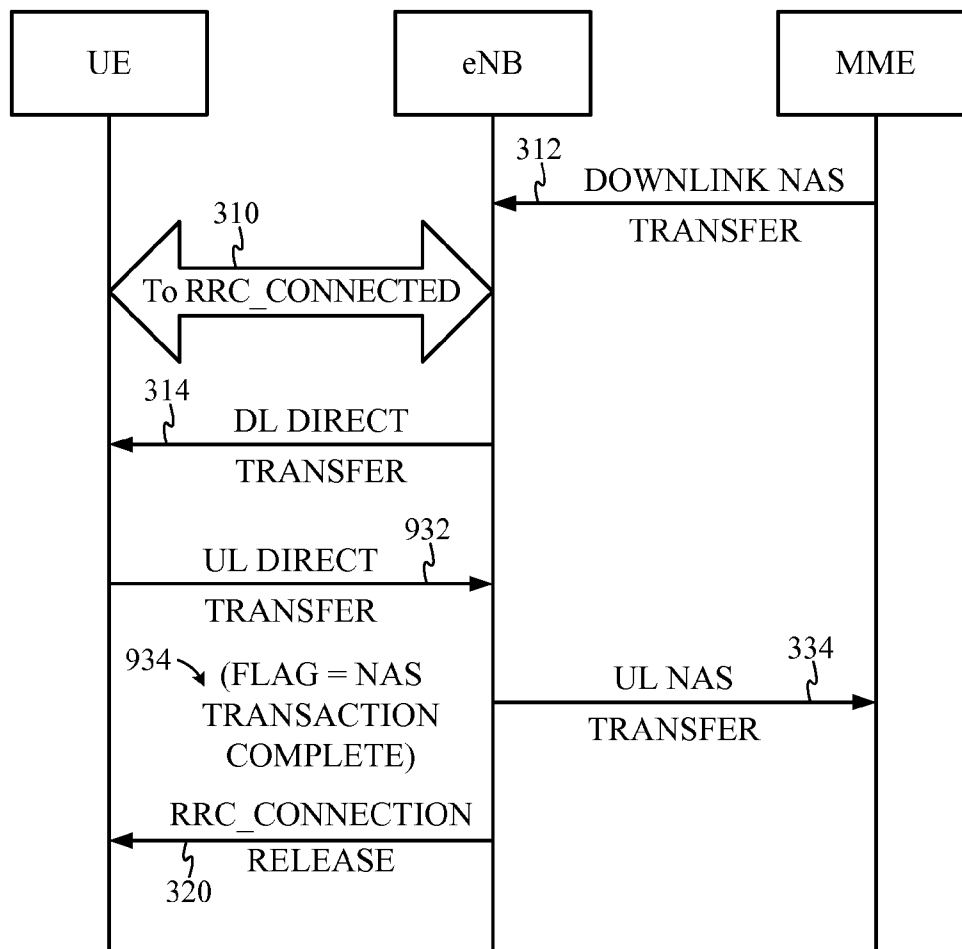 UE
eNB
MME
312
DOWNLINK NAS
TRANSFER
310
To RRC_CONNECTED
314
DL DIRECT
TRANSFER
932
UL DIRECT
TRANSFER
934
(FLAG = NAS
TRANSACTION
COMPLETE)
334
UL NAS
TRANSFER
RRC_CONNECTION
RELEASE
320